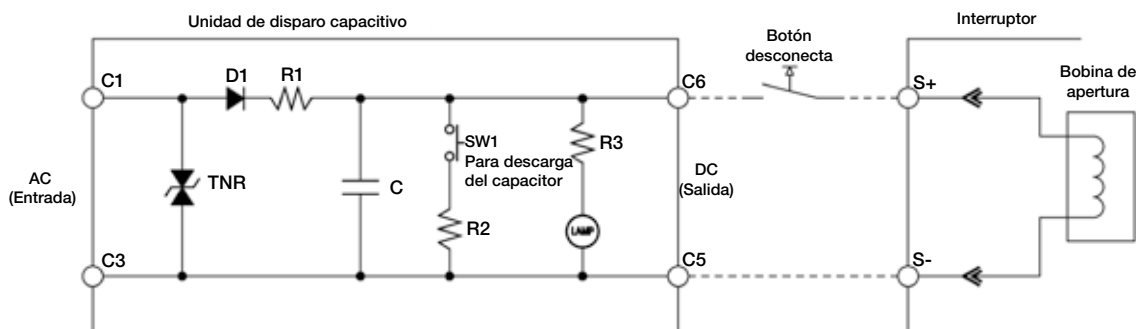 Unidad de disparo capacitivo
Interruptor
Botón
desconecta
Bobina de
apertura
C1
D1
R1
C6
S+
SW1
Para descarga
del capacitor
R3
AC
(Entrada)
TNR
C
DC
(Salida)
R2
LAMP
C3
C5
S-